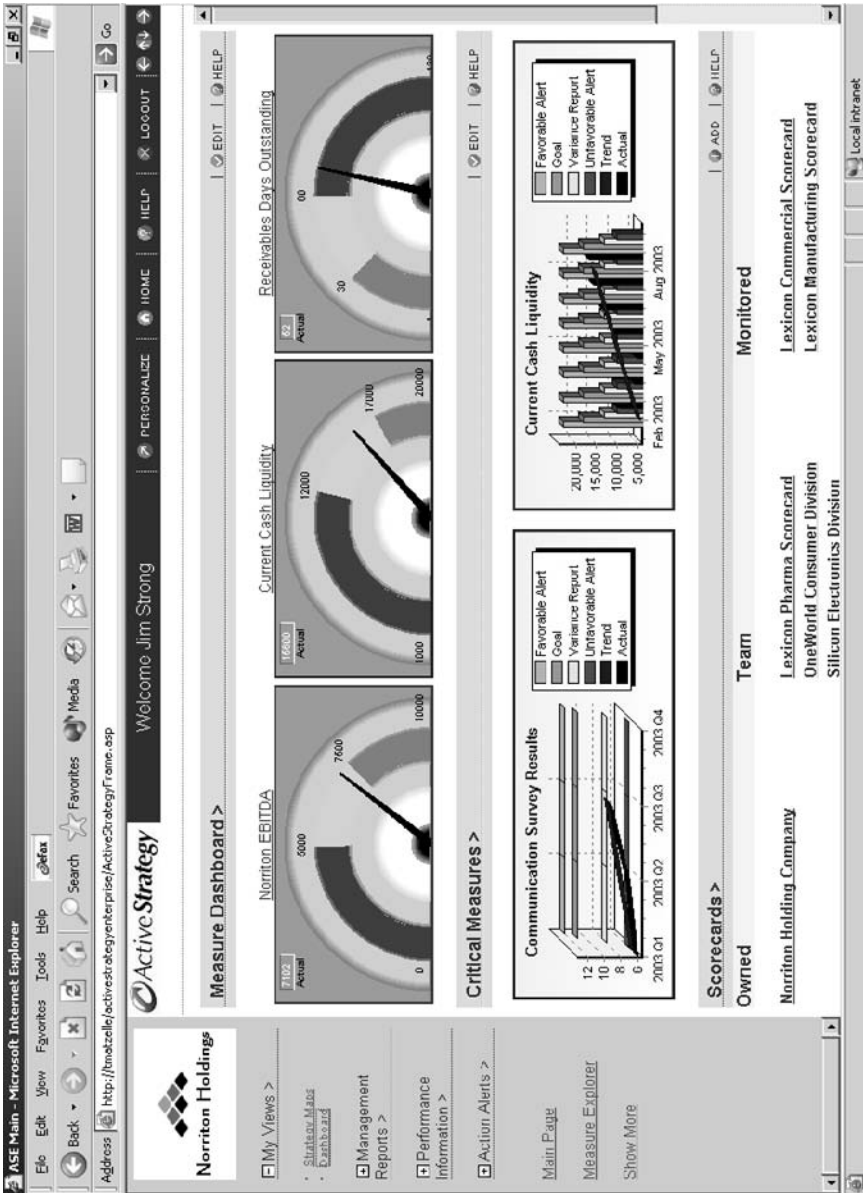 ASE Main - Microsoft Internet Explorer
File Edit View Favorites Tools Help eFax
Back Search Favorites Media
Address http://tmatzelle/activestrategyenterprise/ActiveStrategyFrame.asp Go
Norriton Holdings
My Views >
Strategy Maps
Dashboard
Management
Reports >
Performance
Information >
Action Alerts >
Main Page
Measure Explorer
Show More
ActiveStrategy Welcome Jim Strong PERSONALIZE HOME HELP LOGOUT
Measure Dashboard > EDIT HELP
Norriton EBITDA
7102
Actual
0 5000 7600 10000
Current Cash Liquidity
16600
Actual
1000 12000 17000 20000
Receivables Days Outstanding
62
Actual
30 60
Critical Measures > EDIT HELP
Communication Survey Results
12
10
8
6
2003 Q1 2003 Q2 2003 Q3 2003 Q4
Favorable Alert
Goal
Variance Report
Unfavorable Alert
Trend
Actual
Current Cash Liquidity
20,000
15,000
10,000
5,000
Feb 2003 May 2003 Aug 2003
Favorable Alert
Goal
Variance Report
Unfavorable Alert
Trend
Actual
Scorecards > ADD HELP
Owned Team Monitored
Norriton Holding Company Lexicon Pharma Scorecard Lexicon Commercial Scorecard
OneWorld Consumer Division Lexicon Manufacturing Scorecard
Silicon Electronics Division
Local intranet